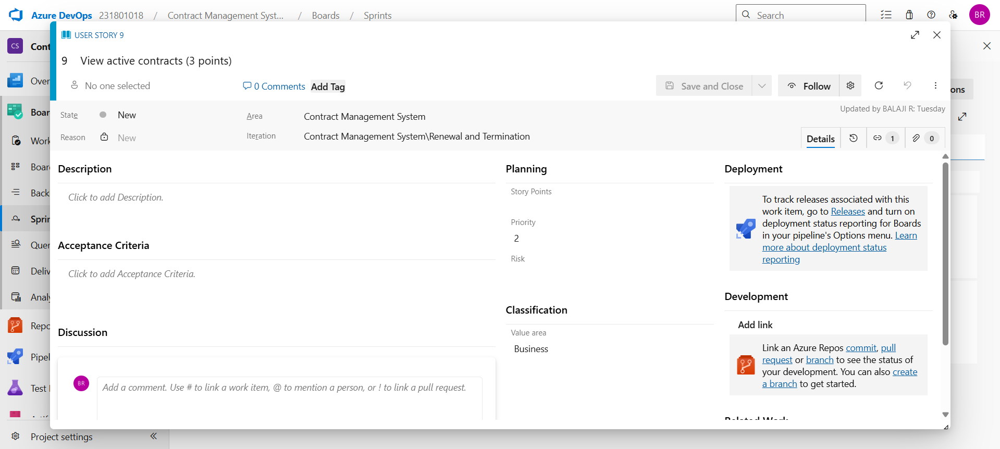 Azure DevOps 231801018 / Contract Management Syst... / Boards / Sprints
Search
BR
CS Cont
Over
Boar
Work
Boar
Back
Sprin
Quer
Deliv
Analy
Repo
Pipel
Test
Project settings
ons
USER STORY 9
9 View active contracts (3 points)
No one selected
0 Comments
Add Tag
Save and Close
Follow
State
New
Area
Contract Management System
Updated by BALAJI R: Tuesday
Reason
New
Iteration
Contract Management System\Renewal and Termination
Details
1
0
Description
Click to add Description.
Acceptance Criteria
Click to add Acceptance Criteria.
Discussion
BR
Add a comment. Use # to link a work item, @ to mention a person, or ! to link a pull request.
Planning
Story Points
Priority
2
Risk
Classification
Value area
Business
Deployment
To track releases associated with this
work item, go to Releases and turn on
deployment status reporting for Boards
in your pipeline's Options menu. Learn
more about deployment status
reporting
Development
Add link
Link an Azure Repos commit, pull
request or branch to see the status of
your development. You can also create
a branch to get started.
Related Work